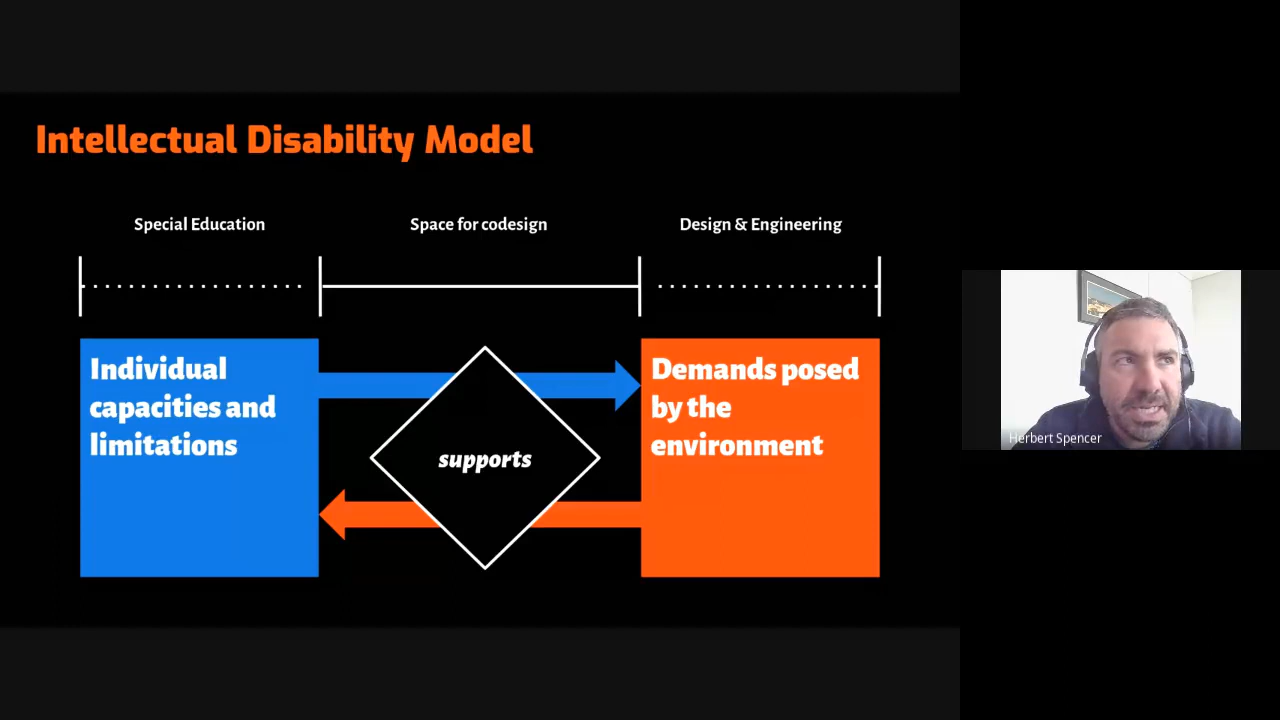 Intellectual Disability Model
Special Education
Space for codesign
Design & Engineering
Individual
capacities and
limitations
supports
Demands posed
by the
environment
Herbert Spencer